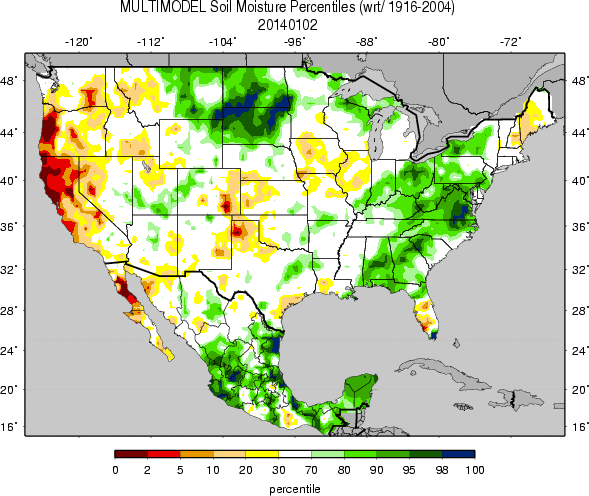 MULTIMODEL Soil Moisture Percentiles (wrt/ 1916-2004)
20140102
-120° -112° -104° -96° -88° -80° -72°
48° 48°
44° 44°
40° 40°
36° 36°
32° 32°
28° 28°
24° 24°
20° 20°
16° 16°
0 2 5 10 20 30 70 80 90 95 98 100
percentile